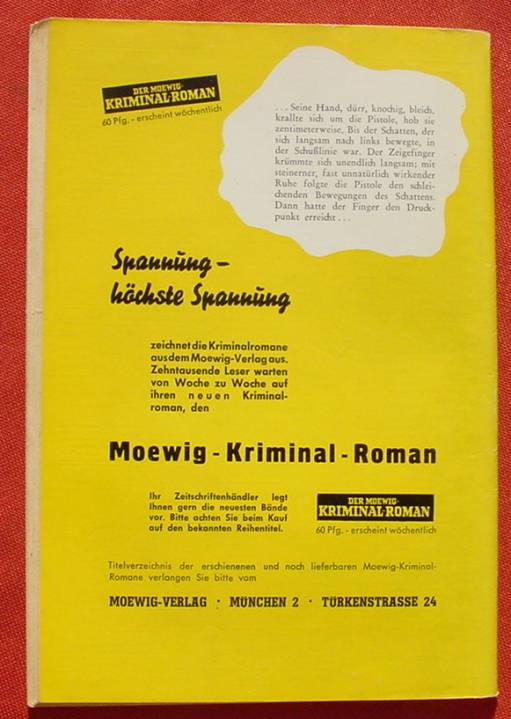 DER MOEWIG-
KRIMINAL-ROMAN
60 Pfg. - erscheint wöchentlich
. . . Seine Hand, dürr, knochig, bleich,
krallte sich um die Pistole, hob sie
zentimeterweise. Bis der Schatten, der
sich langsam nach links bewegte, in
der Schußlinie war. Der Zeigefinger
krümmte sich unendlich langsam; mit
steinerner, fast unnatürlich wirkender
Ruhe folgte die Pistole den schlei-
chenden Bewegungen des Schattens.
Dann hatte der Finger den Druck-
punkt erreicht . . .
Spannung –
höchste Spannung
zeichnet die Kriminalromane
aus dem Moewig-Verlag aus.
Zehntausende Leser warten
von Woche zu Woche auf
ihren neuen Kriminal-
roman, den
Moewig - Kriminal - Roman
Ihr Zeitschriftenhändler legt
Ihnen gern die neuesten Bände
vor. Bitte achten Sie beim Kauf
auf den bekannten Reihentitel.
DER MOEWIG-
KRIMINAL-ROMAN
60 Pfg. - erscheint wöchentlich
Titelverzeichnis der erschienenen und noch lieferbaren Moewig-Kriminal-
Romane verlangen Sie bitte vom
MOEWIG-VERLAG · MÜNCHEN 2 · TÜRKENSTRASSE 24